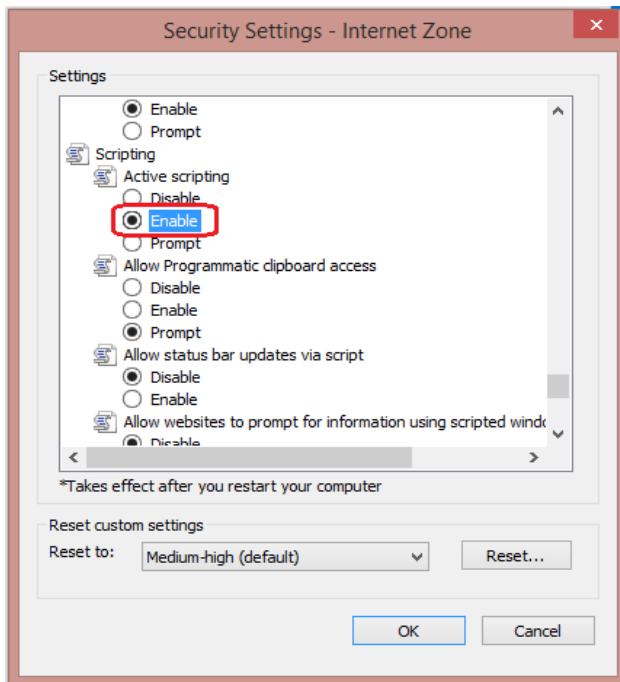 Security Settings - Internet Zone
Settings
Enable
Prompt
Scripting
Active scripting
Disable
Enable
Prompt
Allow Programmatic clipboard access
Disable
Enable
Prompt
Allow status bar updates via script
Disable
Enable
Allow websites to prompt for information using scripted
Disable
*Takes effect after you restart your computer
Reset custom settings
Reset to:
Medium-high (default)
Reset...
OK
Cancel